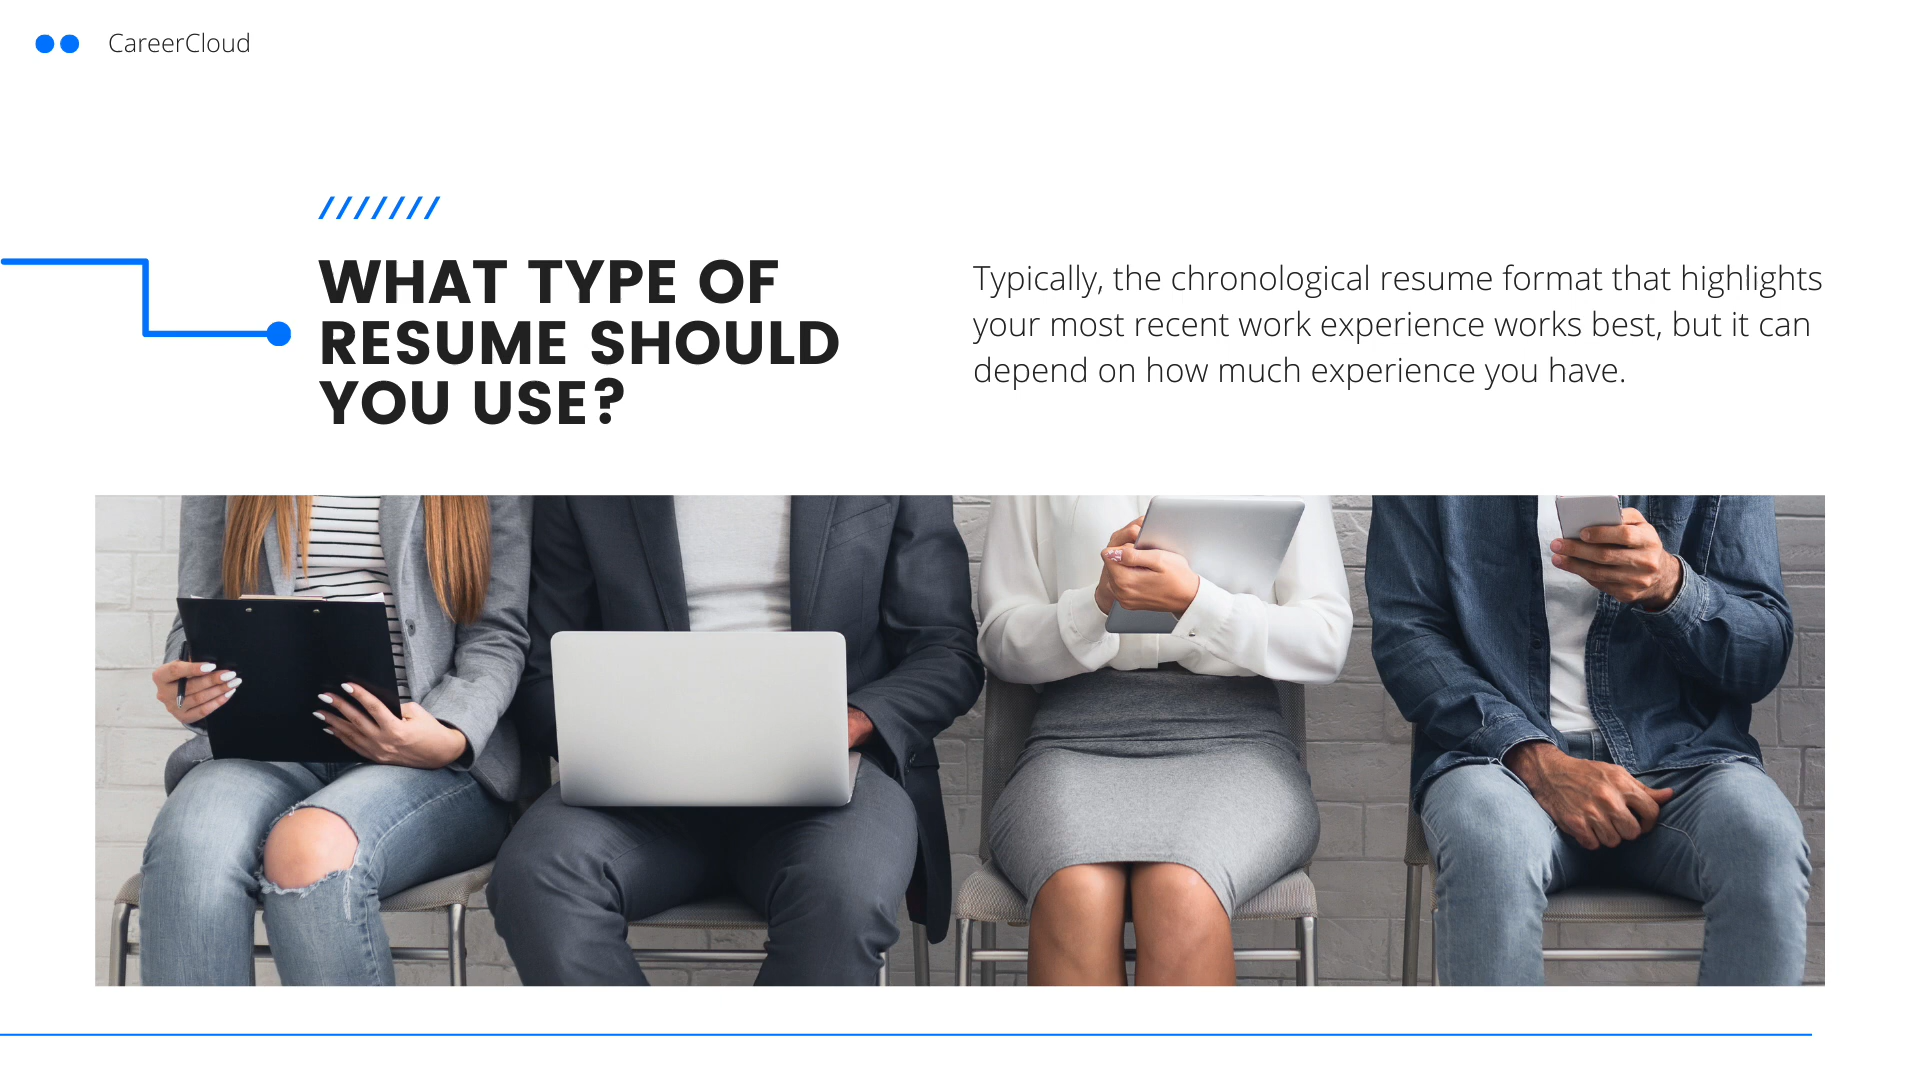 CareerCloud
WHAT TYPE OF
RESUME SHOULD
YOU USE?
Typically, the chronological resume format that highlights
your most recent work experience works best, but it can
depend on how much experience you have.